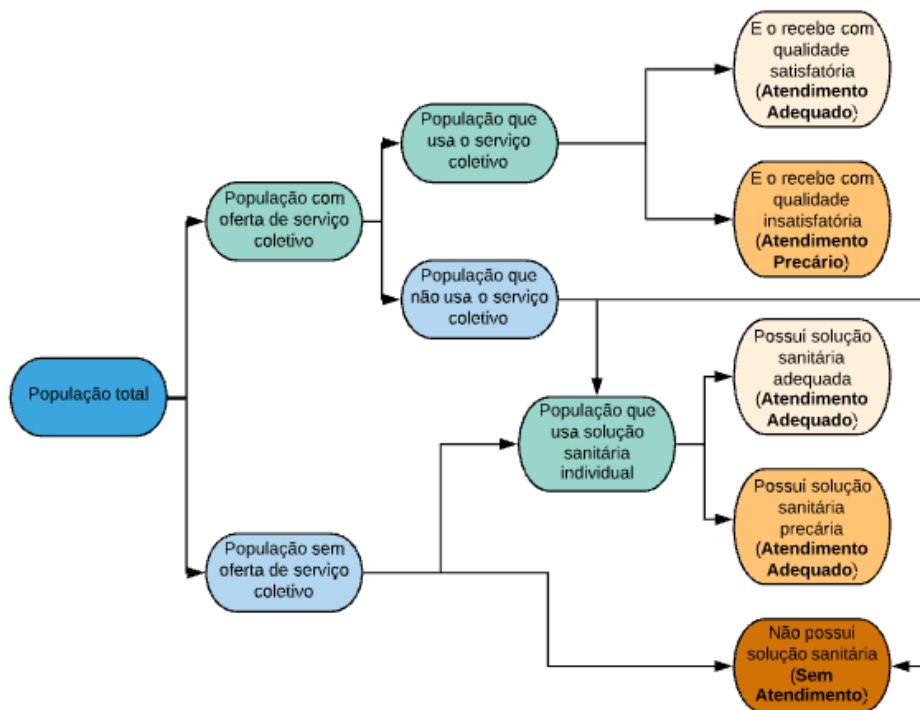 E o recebe com
qualidade
satisfatória
(Atendimento
Adequado)
População que
usa o serviço
coletivo
População com
oferta de serviço
coletivo
E o recebe com
qualidade
insatisfatória
(Atendimento
Precário)
População que
não usa o serviço
coletivo
População total
Possui solução
sanitária
adequada
(Atendimento
Adequado)
População que
usa solução
sanitária
individual
Possui solução
sanitária
precária
(Atendimento
Adequado)
População sem
oferta de serviço
coletivo
Não possui
solução sanitária
(Sem
Atendimento)